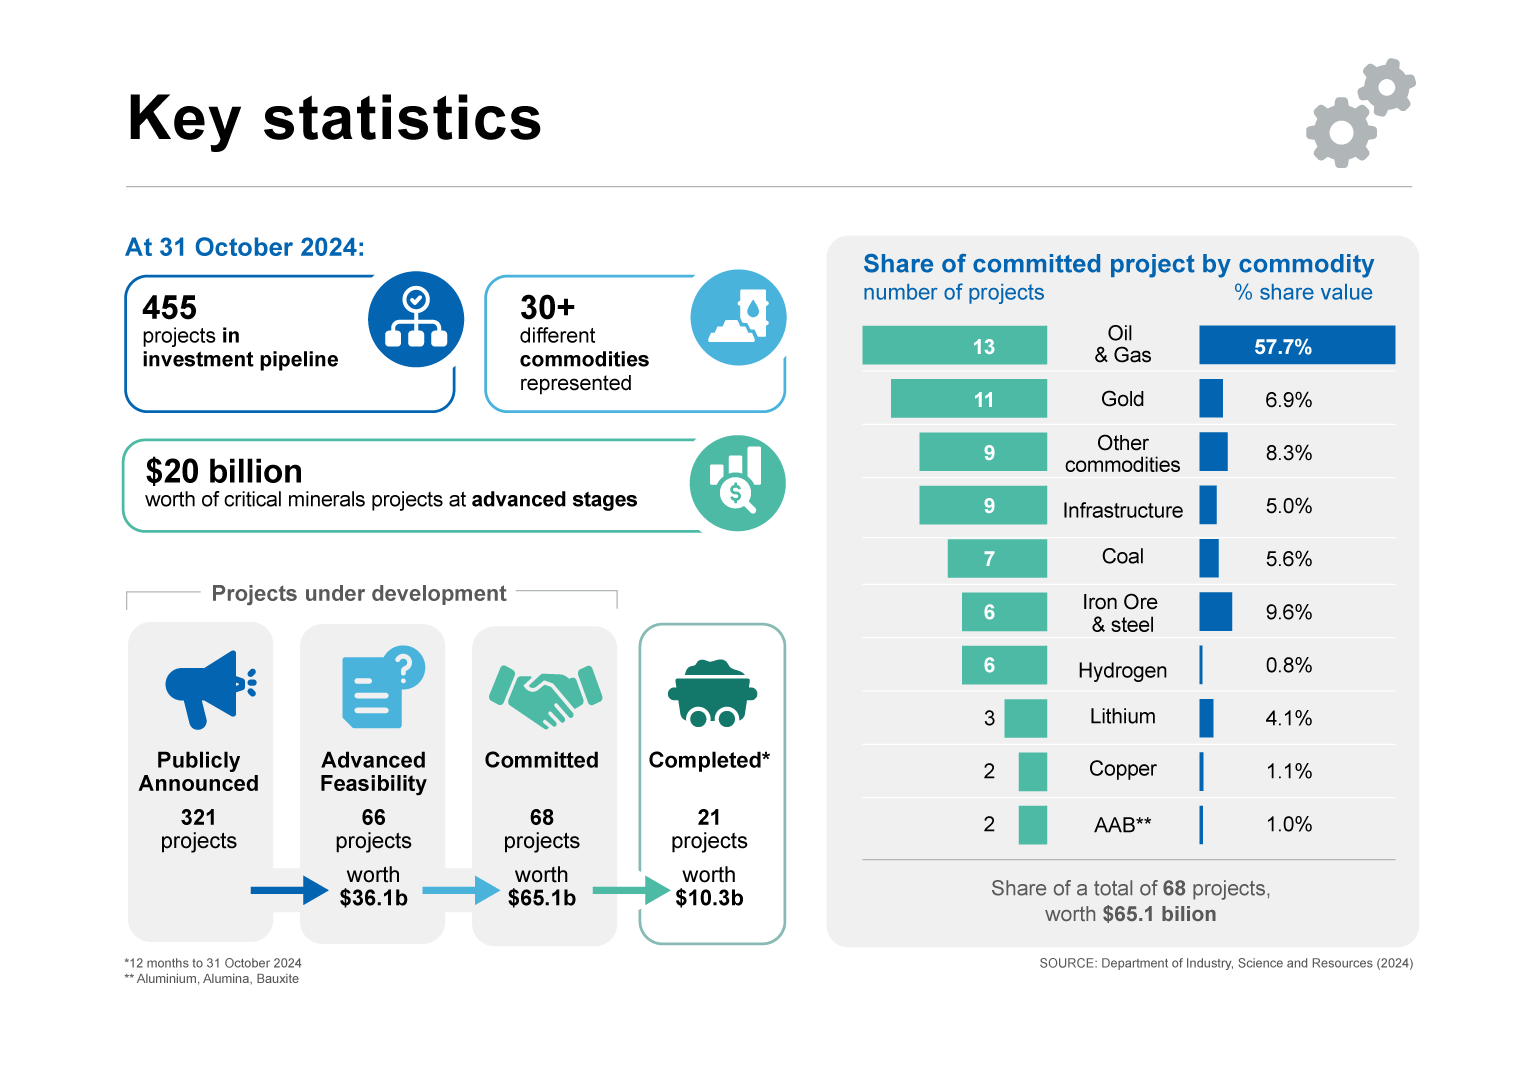 Key statistics
At 31 October 2024:
455
projects in
investment pipeline
30+
different
commodities
represented
$20 billion
worth of critical minerals projects at advanced stages
Projects under development
Publicly
Announced
321
projects
Advanced
Feasibility
66
projects
worth
$36.1b
Committed
68
projects
worth
$65.1b
Completed*
21
projects
worth
$10.3b
*12 months to 31 October 2024
** Aluminium, Alumina, Bauxite
Share of committed project by commodity
number of projects % share value
13 Oil
& Gas 57.7%
11 Gold 6.9%
9 Other
commodities 8.3%
9 Infrastructure 5.0%
7 Coal 5.6%
6 Iron Ore
& steel 9.6%
6 Hydrogen 0.8%
3 Lithium 4.1%
2 Copper 1.1%
2 AAB** 1.0%
Share of a total of 68 projects,
worth $65.1 bilion
SOURCE: Department of Industry, Science and Resources (2024)